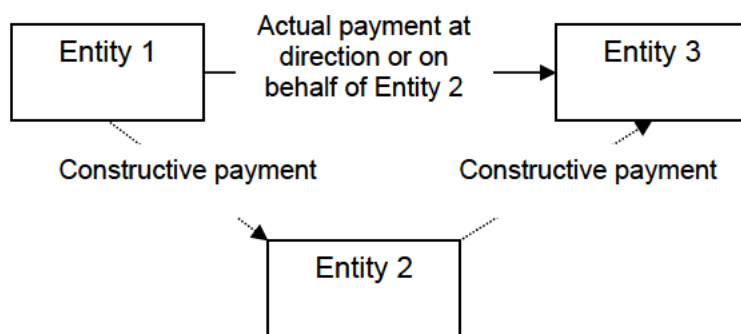 Entity 1
Actual payment at
direction or on
behalf of Entity 2
Entity 3
Constructive payment
Constructive payment
Entity 2